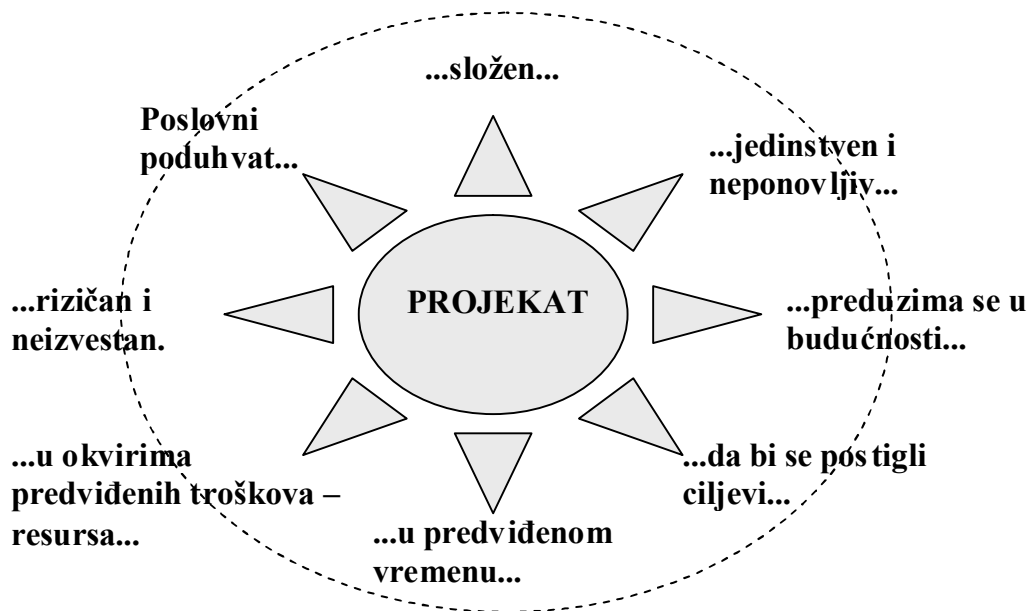 ...složen...
Poslovni
poduhvat...
...jedinstven i
neponovljiv...
...rizičan i
neizvestan.
PROJEKAT
...preduzima se u
budućnosti...
...u okvirima
predviđenih troškova –
resursa...
...da bi se postigli
ciljevi...
...u predviđenom
vremenu...